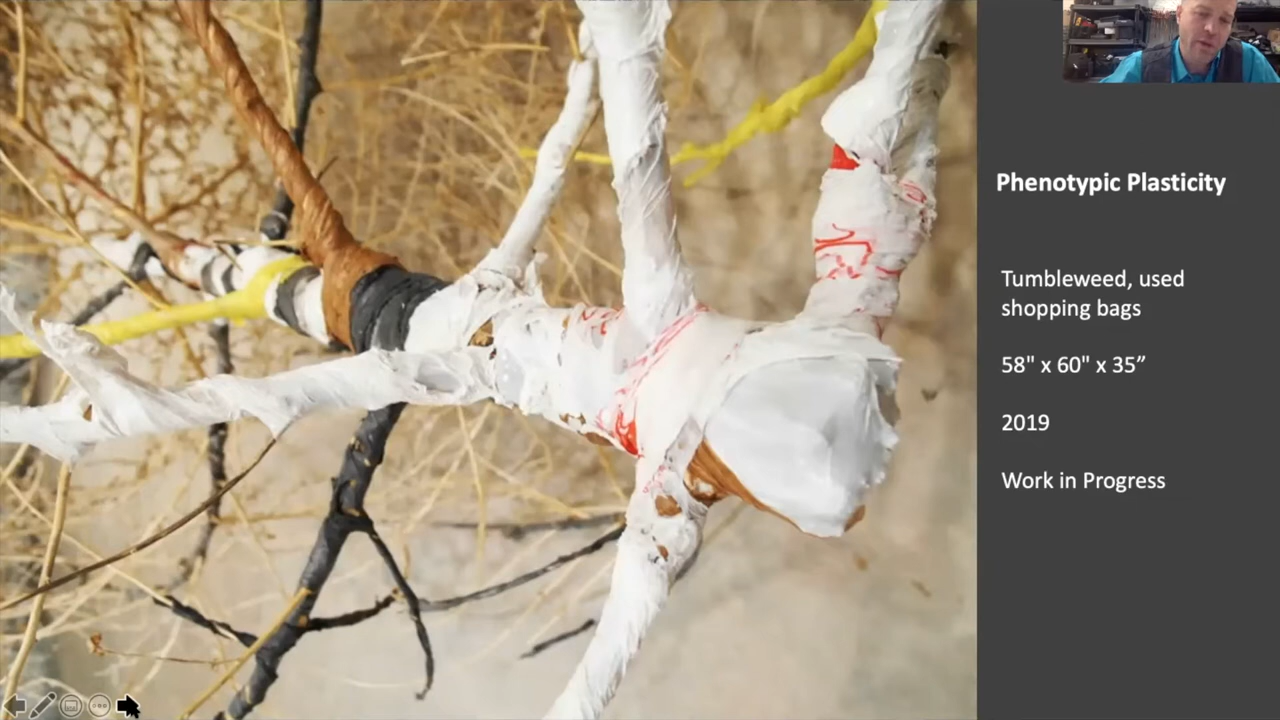 Phenotypic Plasticity
Tumbleweed, used
shopping bags
58" x 60" x 35”
2019
Work in Progress